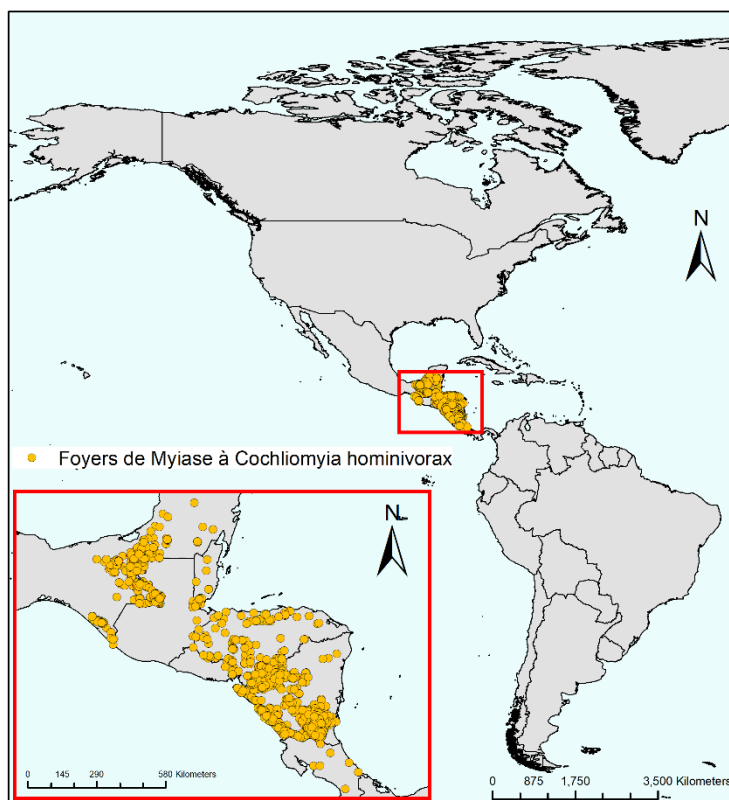 N
Foyers de Myiase à Cochliomyia hominivorax
N
0 145 290 580 Kilometers
0 875 1,750 3,500 Kilometers